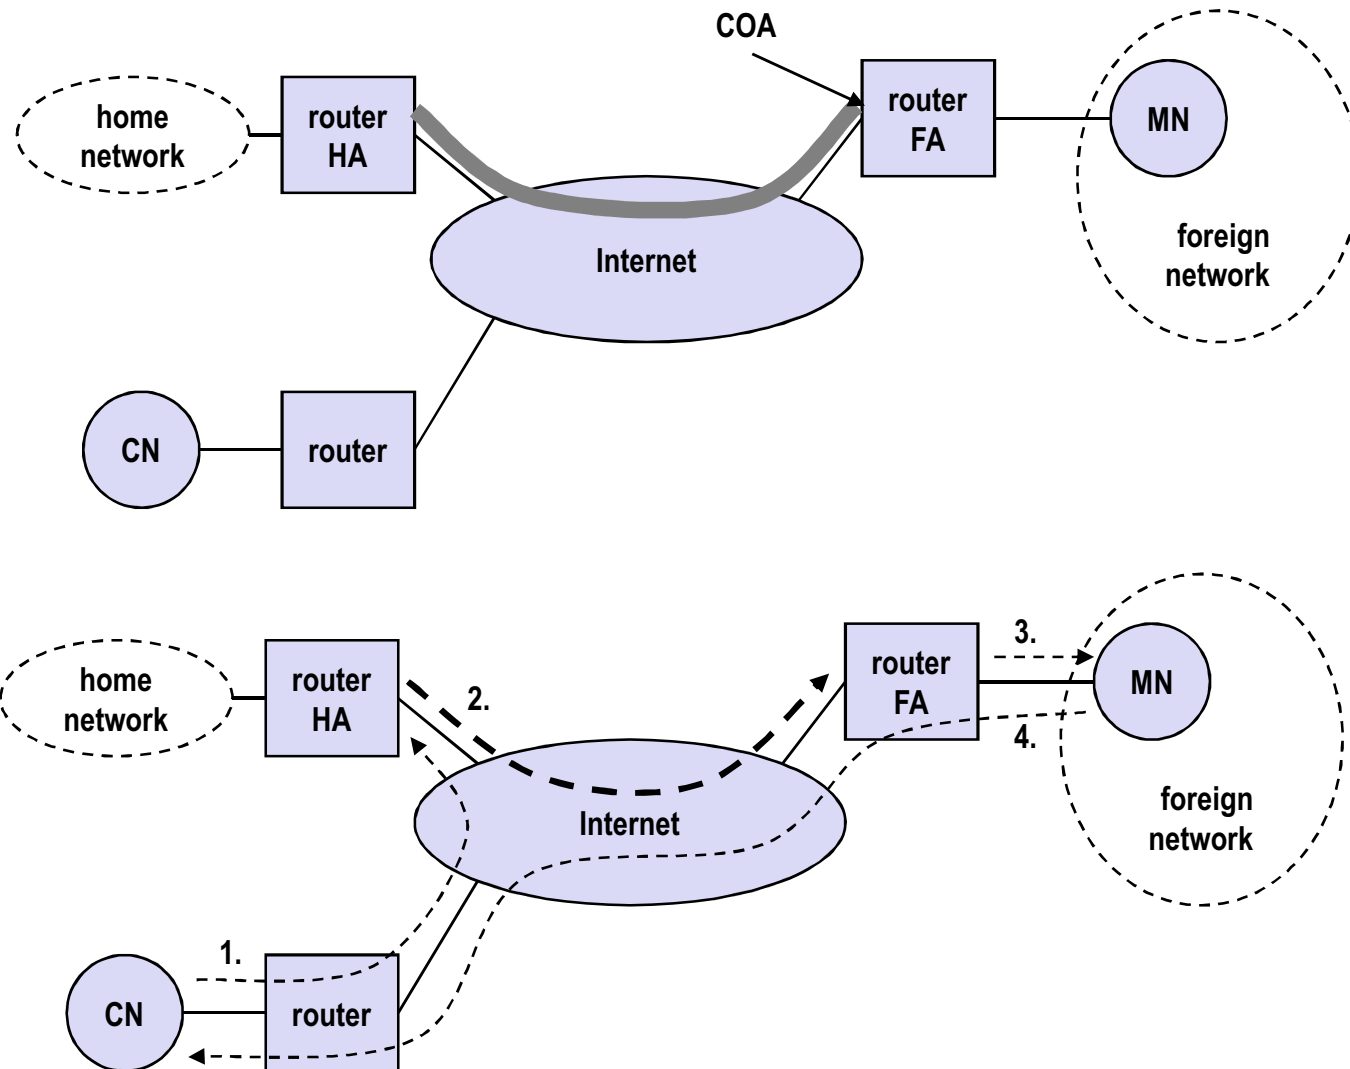 COA
home
network
router
HA
router
FA
MN
foreign
network
Internet
CN
router
home
network
router
HA
2.
router
FA
3.
MN
4.
foreign
network
Internet
1.
CN
router